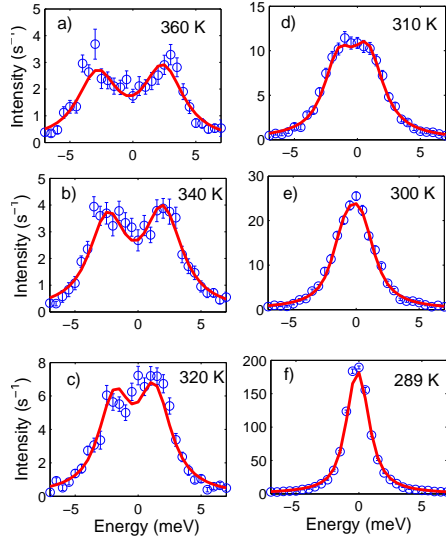 a) 360 K
Intensity (s⁻¹)
5
4
3
2
1
0
−5 0 5
d) 310 K
15
10
5
0
−5 0 5
b) 340 K
Intensity (s⁻¹)
5
4
3
2
1
0
−5 0 5
e) 300 K
30
20
10
0
−5 0 5
c) 320 K
Intensity (s⁻¹)
8
6
4
2
0
−5 0 5
Energy (meV)
f) 289 K
200
150
100
50
0
−5 0 5
Energy (meV)